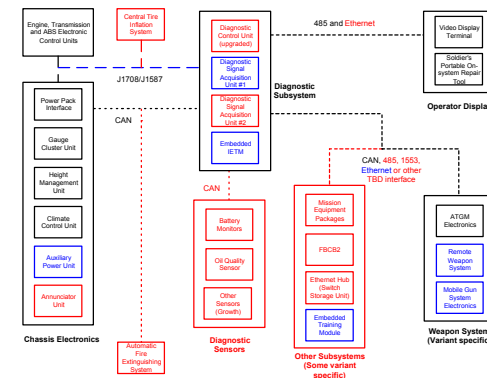 Engine, Transmission
and ABS Electronic
Control Units
Central Tire
Inflation
System
J1708/J1587
CAN
Power Pack
Interface
Gauge
Cluster Unit
Height
Management
Unit
Climate
Control Unit
Auxiliary
Power Unit
Annunciator
Unit
Chassis Electronics
Automatic
Fire
Extinguishing
System
Diagnostic
Control Unit
(upgraded)
Diagnostic
Signal
Acquisition
Unit #1
Diagnostic
Signal
Acquisition
Unit #2
Embedded
IETM
Diagnostic
Subsystem
CAN
Battery
Monitors
Oil Quality
Sensor
Other
Sensors
(Growth)
Diagnostic
Sensors
485 and Ethernet
Video Display
Terminal
Soldier's
Portable On-
system Repair
Tool
Operator Displa
CAN, 485, 1553,
Ethernet or other
TBD interface
Mission
Equipment
Packages
FBCB2
Ethernet Hub
(Switch
Storage Unit)
Embedded
Training
Module
Other Subsystems
(Some variant
specific)
ATGM
Electronics
Remote
Weapon
System
Mobile Gun
System
Electronics
Weapon System
(Variant specific